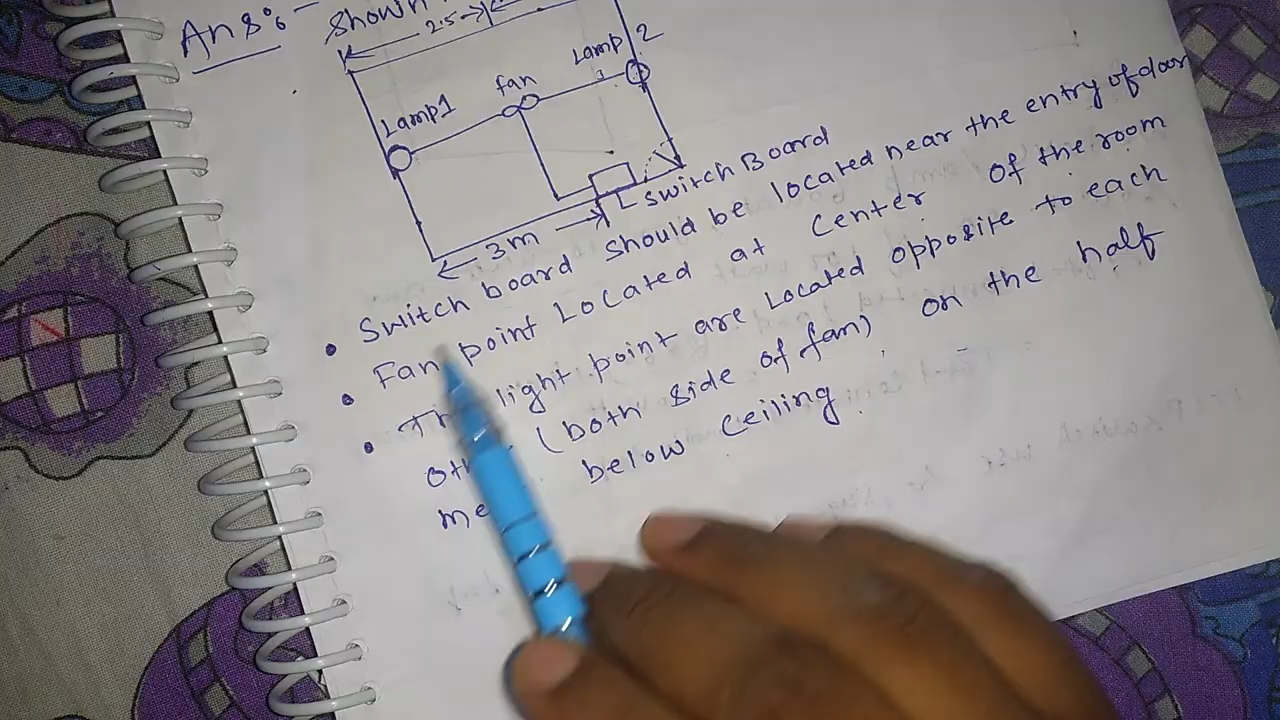 Ans:- Shown
2.5
Lamp 2
fan
Lamp1
Switch Board
3m
• Switch board should be located near the entry of door
• Fan point Located at center of the room
• light point are Located opposite to each
(both side of fan) on the half
below ceiling.